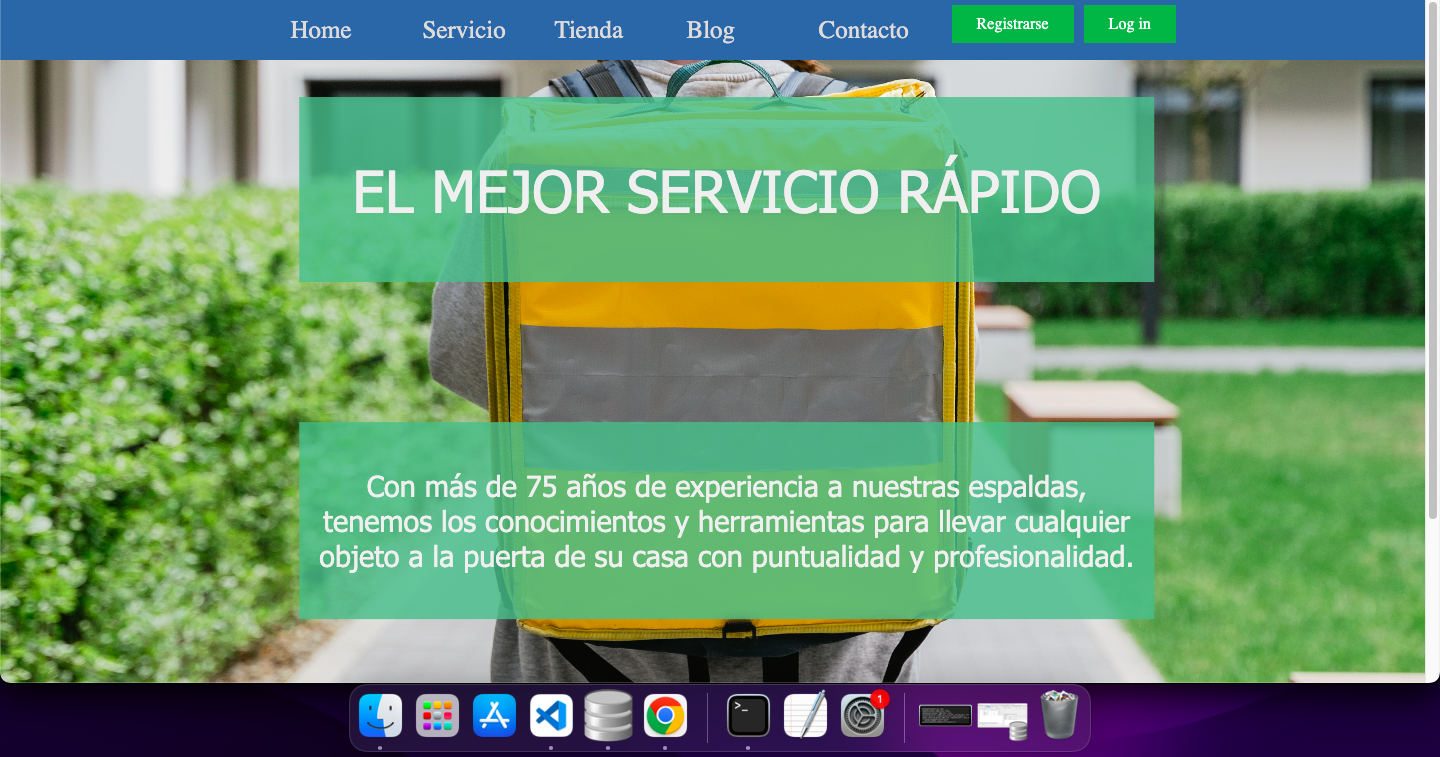 Home Servicio Tienda Blog Contacto Registrarse Log in
EL MEJOR SERVICIO RÁPIDO
Con más de 75 años de experiencia a nuestras espaldas,
tenemos los conocimientos y herramientas para llevar cualquier
objeto a la puerta de su casa con puntualidad y profesionalidad.
1
>_